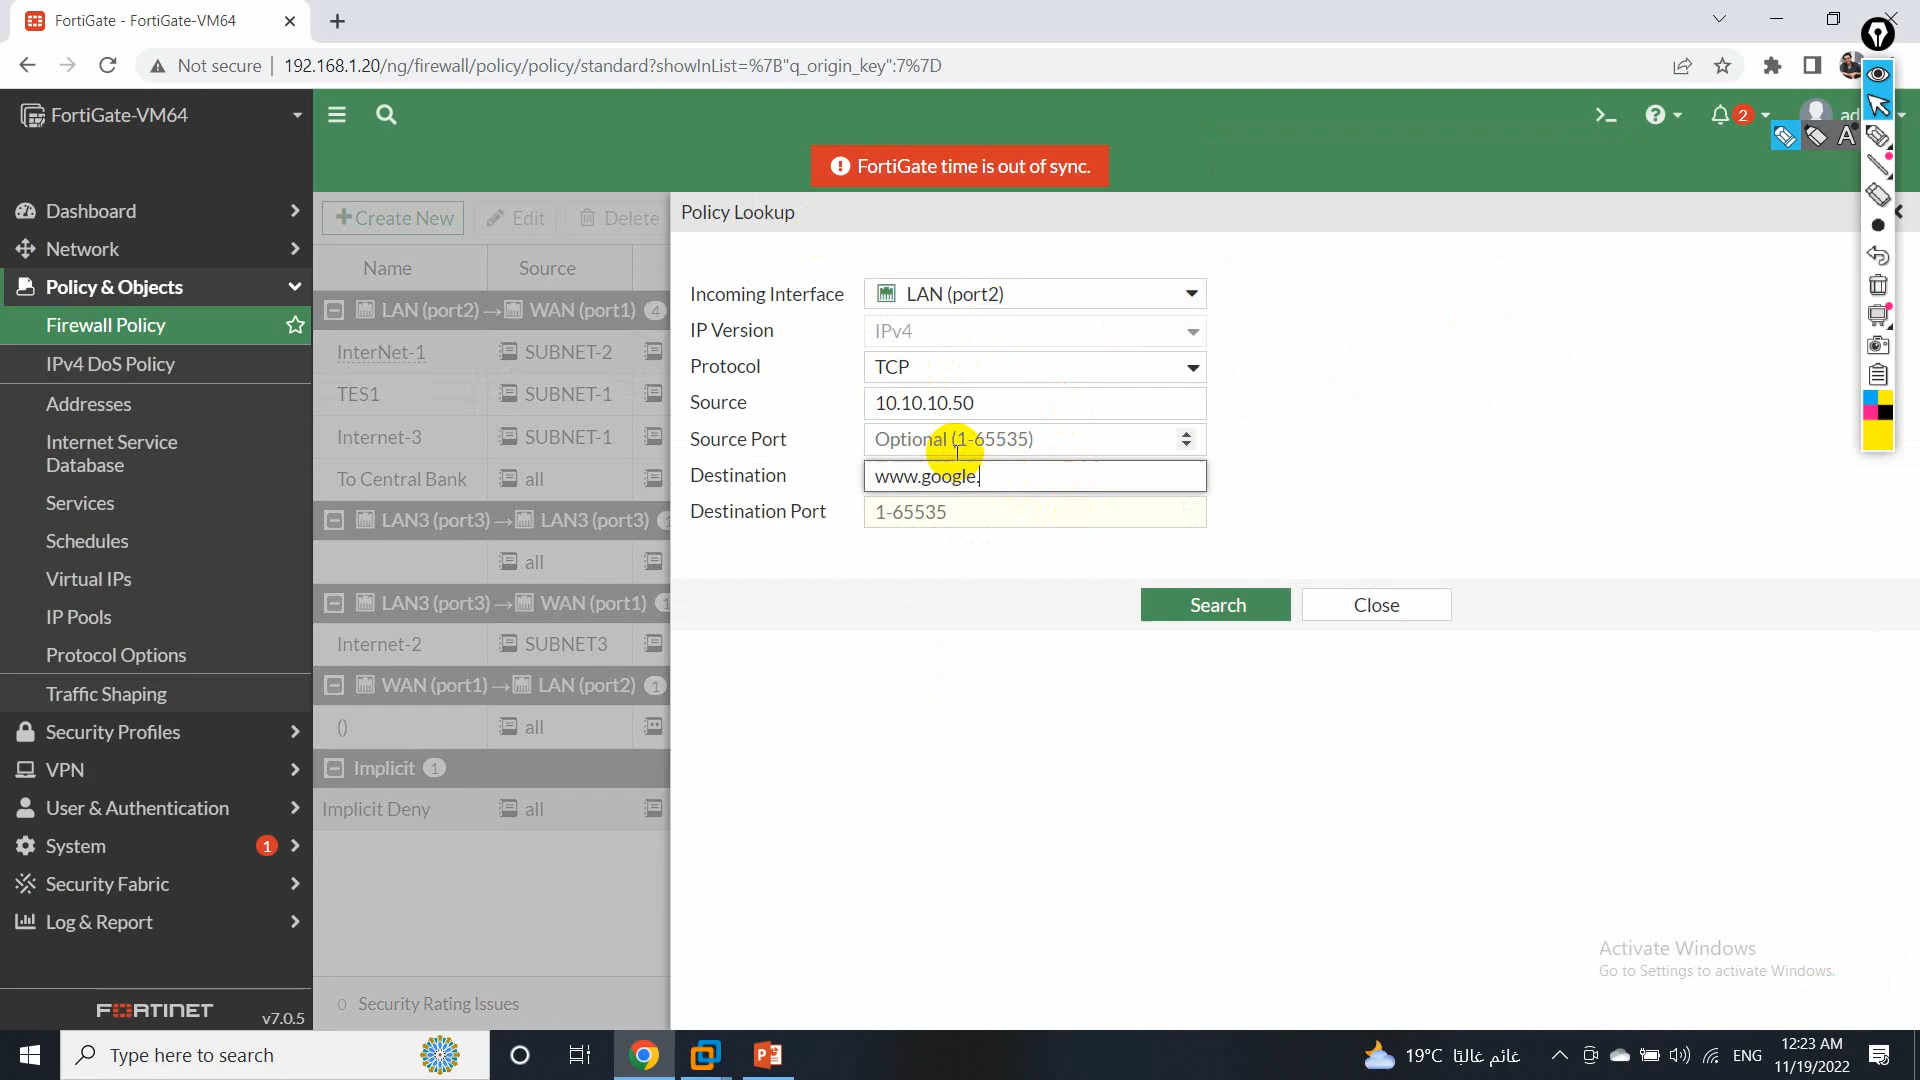 FortiGate - FortiGate-VM64
Not secure
192.168.1.20/ng/firewall/policy/policy/standard?showInList=%7B"q_origin_key":7%7D
FortiGate-VM64
2
ad
FortiGate time is out of sync.
Dashboard
Network
Policy & Objects
Firewall Policy
IPv4 DoS Policy
Addresses
Internet Service Database
Services
Schedules
Virtual IPs
IP Pools
Protocol Options
Traffic Shaping
Security Profiles
VPN
User & Authentication
System
1
Security Fabric
Log & Report
FORTINET
v7.0.5
Create New
Edit
Delete
Name
Source
LAN (port2) → WAN (port1) 4
InterNet-1
SUBNET-2
TES1
SUBNET-1
Internet-3
SUBNET-1
To Central Bank
all
LAN3 (port3) → LAN3 (port3) 1
all
LAN3 (port3) → WAN (port1) 1
Internet-2
SUBNET3
WAN (port1) → LAN (port2) 1
()
all
Implicit 1
Implicit Deny
all
0 Security Rating Issues
Policy Lookup
Incoming Interface
LAN (port2)
IP Version
IPv4
Protocol
TCP
Source
10.10.10.50
Source Port
Optional (1-65535)
Destination
www.google.
Destination Port
1-65535
Search
Close
A
Activate Windows
Go to Settings to activate Windows.
Type here to search
19°C غائم غالبًا
ENG
12:23 AM
11/19/2022